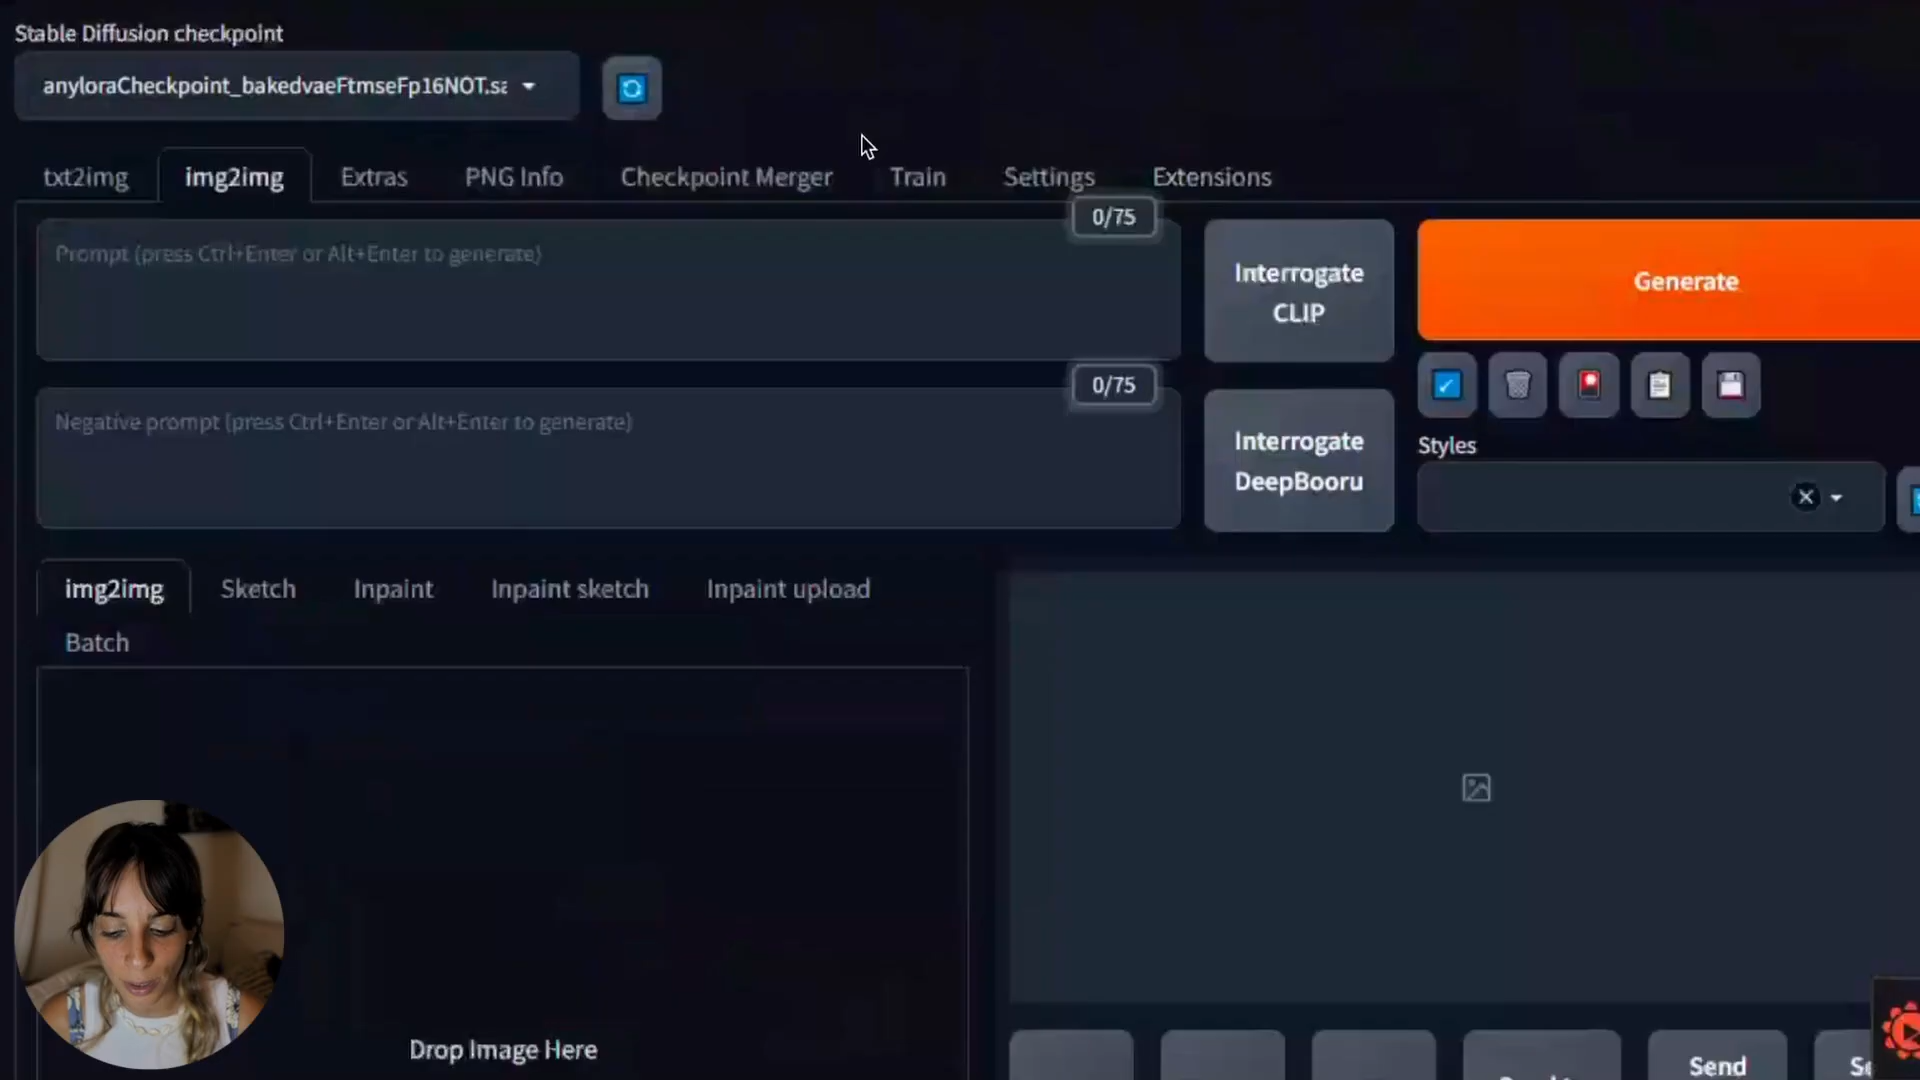 Stable Diffusion checkpoint
anyloraCheckpoint_bakedvaeFtmseFp16NOT.sa
txt2img img2img Extras PNG Info Checkpoint Merger Train Settings Extensions
0/75
Prompt (press Ctrl+Enter or Alt+Enter to generate)
Interrogate
CLIP
Generate
0/75
Negative prompt (press Ctrl+Enter or Alt+Enter to generate)
Interrogate
DeepBooru
Styles
img2img Sketch Inpaint Inpaint sketch Inpaint upload
Batch
Drop Image Here
Send